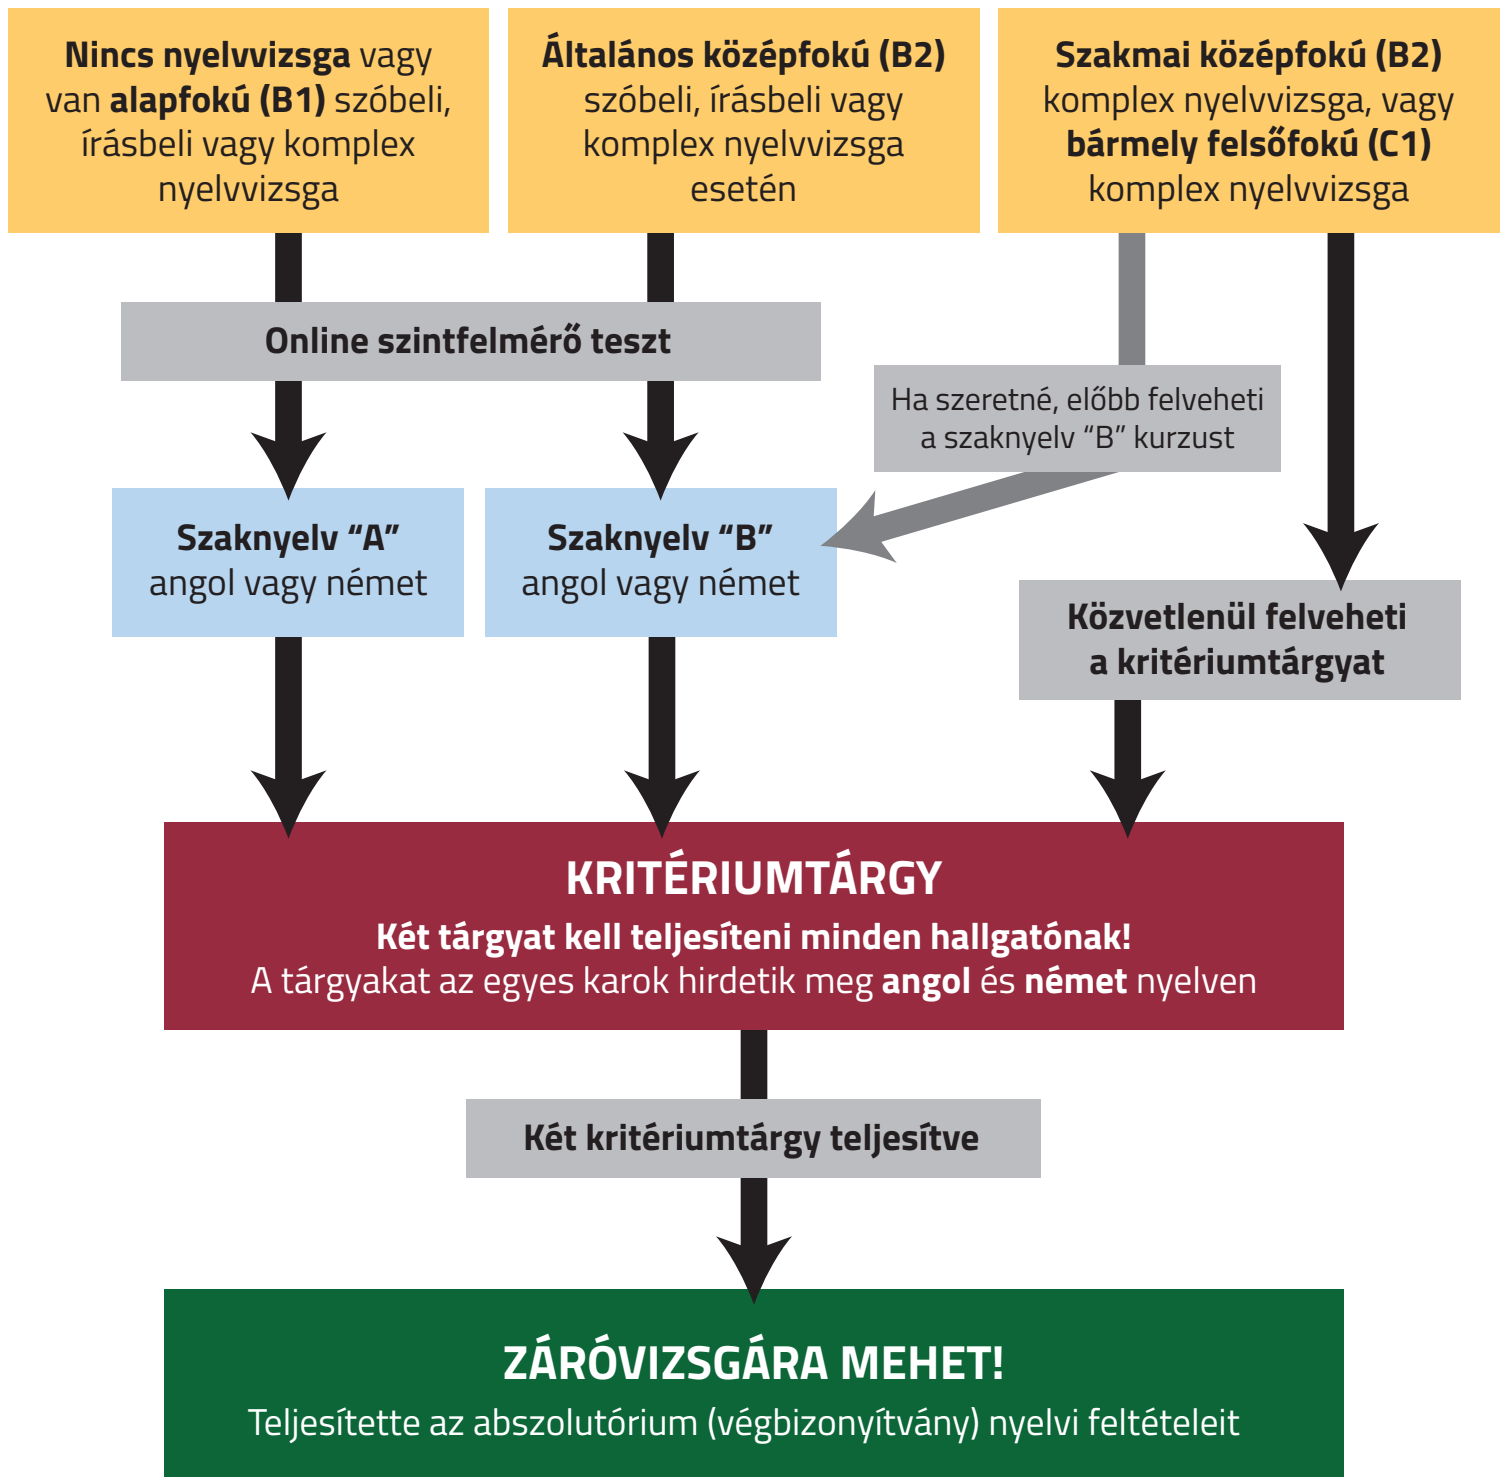 Nincs nyelvvizsga vagy
van alapfokú (B1) szóbeli,
írásbeli vagy komplex
nyelvvizsga
Általános középfokú (B2)
szóbeli, írásbeli vagy
komplex nyelvvizsga
esetén
Szakmai középfokú (B2)
komplex nyelvvizsga, vagy
bármely felsőfokú (C1)
komplex nyelvvizsga
Online szintfelmérő teszt
Ha szeretné, előbb felveheti
a szaknyelv “B” kurzust
Szaknyelv “A”
angol vagy német
Szaknyelv “B”
angol vagy német
Közvetlenül felveheti
a kritériumtárgyat
KRITÉRIUMTÁRGY
Két tárgyat kell teljesíteni minden hallgatónak!
A tárgyakat az egyes karok hirdetik meg angol és német nyelven
Két kritériumtárgy teljesítve
ZÁRÓVIZSGÁRA MEHET!
Teljesítette az abszolutórium (végbizonyítvány) nyelvi feltételeit